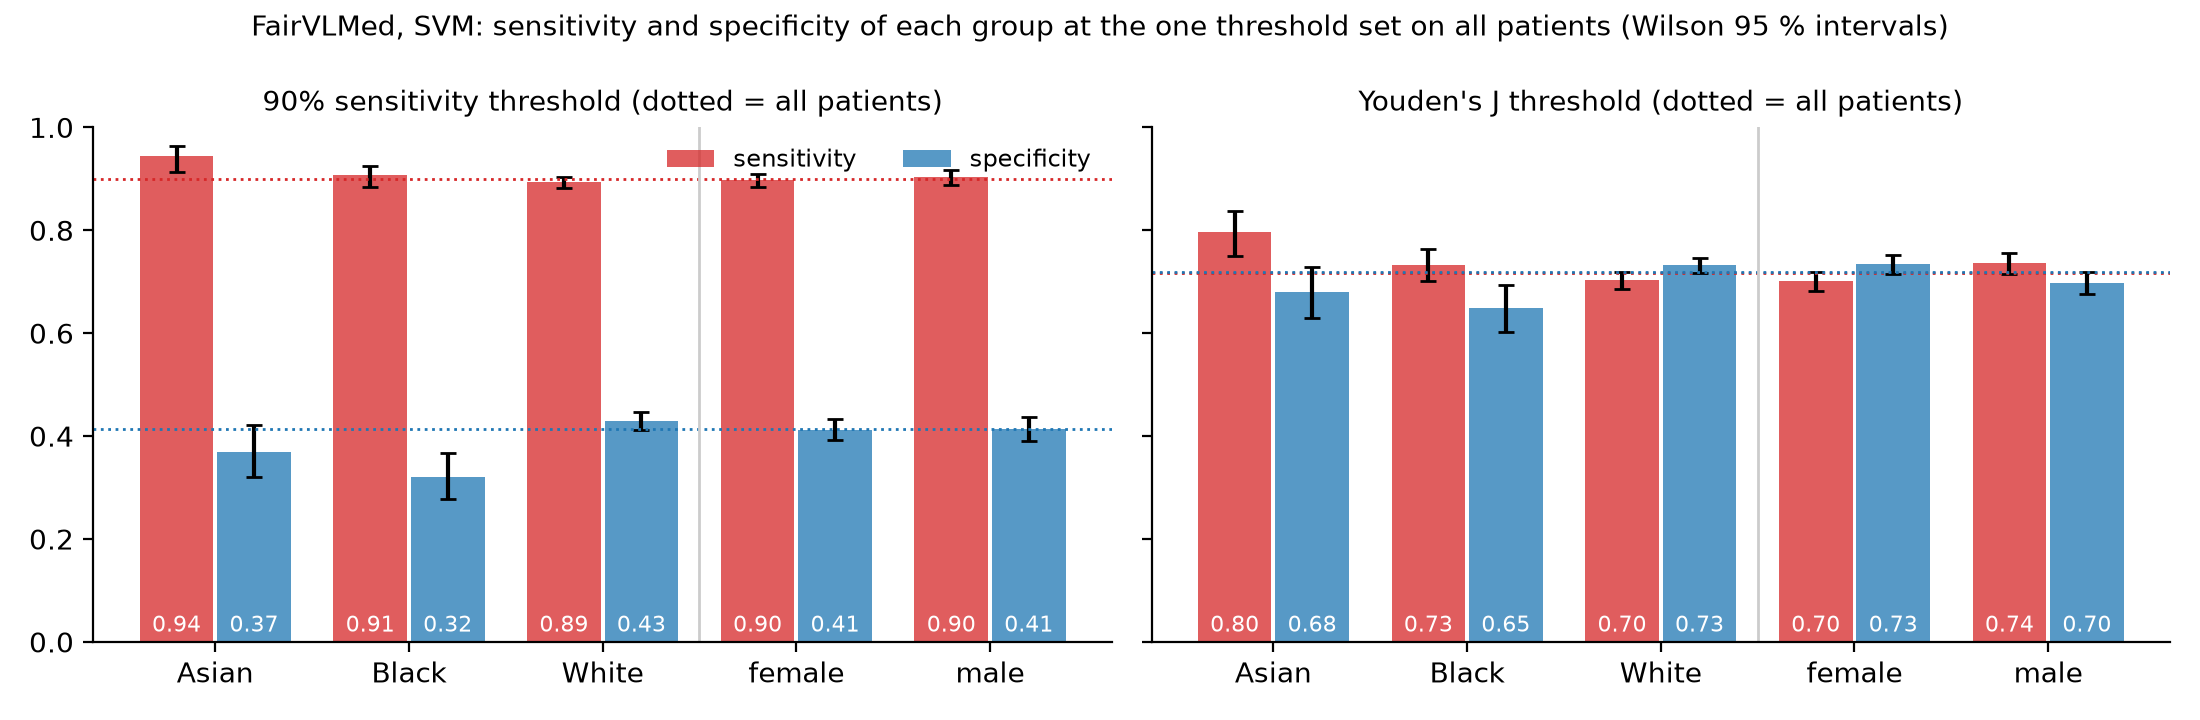 FairVLMed, SVM: sensitivity and specificity of each group at the one threshold set on all patients (Wilson 95 % intervals)
90% sensitivity threshold (dotted = all patients)
sensitivity specificity
1.0
0.8
0.6
0.4
0.2
0.0
0.94 0.37 0.91 0.32 0.89 0.43 0.90 0.41 0.90 0.41
Asian Black White female male
Youden's J threshold (dotted = all patients)
0.80 0.68 0.73 0.65 0.70 0.73 0.70 0.73 0.74 0.70
Asian Black White female male